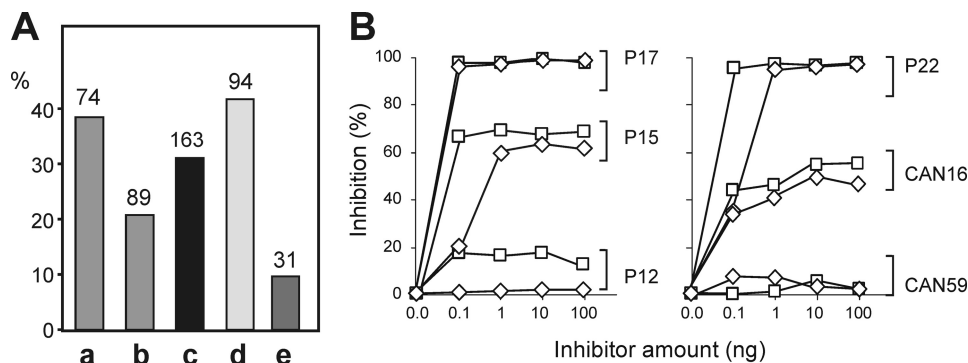 A
%
40
30
20
10
0
74
89
163
94
31
a b c d e
B
Inhibition (%)
100
80
60
40
20
0
P17
P15
P12
0.0 0.1 1 10 100
P22
CAN16
CAN59
0.0 0.1 1 10 100
Inhibitor amount (ng)